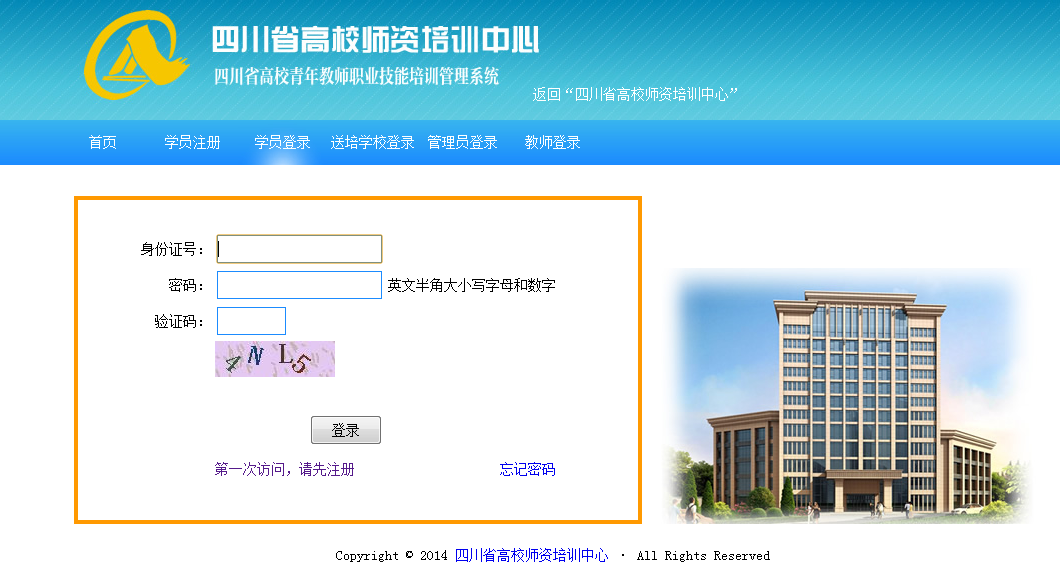 四川省高校师资培训中心
四川省高校青年教师职业技能培训管理系统
返回“四川省高校师资培训中心”
首页 学员注册 学员登录 送培学校登录 管理员登录 教师登录
身份证号：
密码： 英文半角大小写字母和数字
验证码：
4NL5
登录
第一次访问，请先注册 忘记密码
Copyright © 2014 四川省高校师资培训中心 · All Rights Reserved